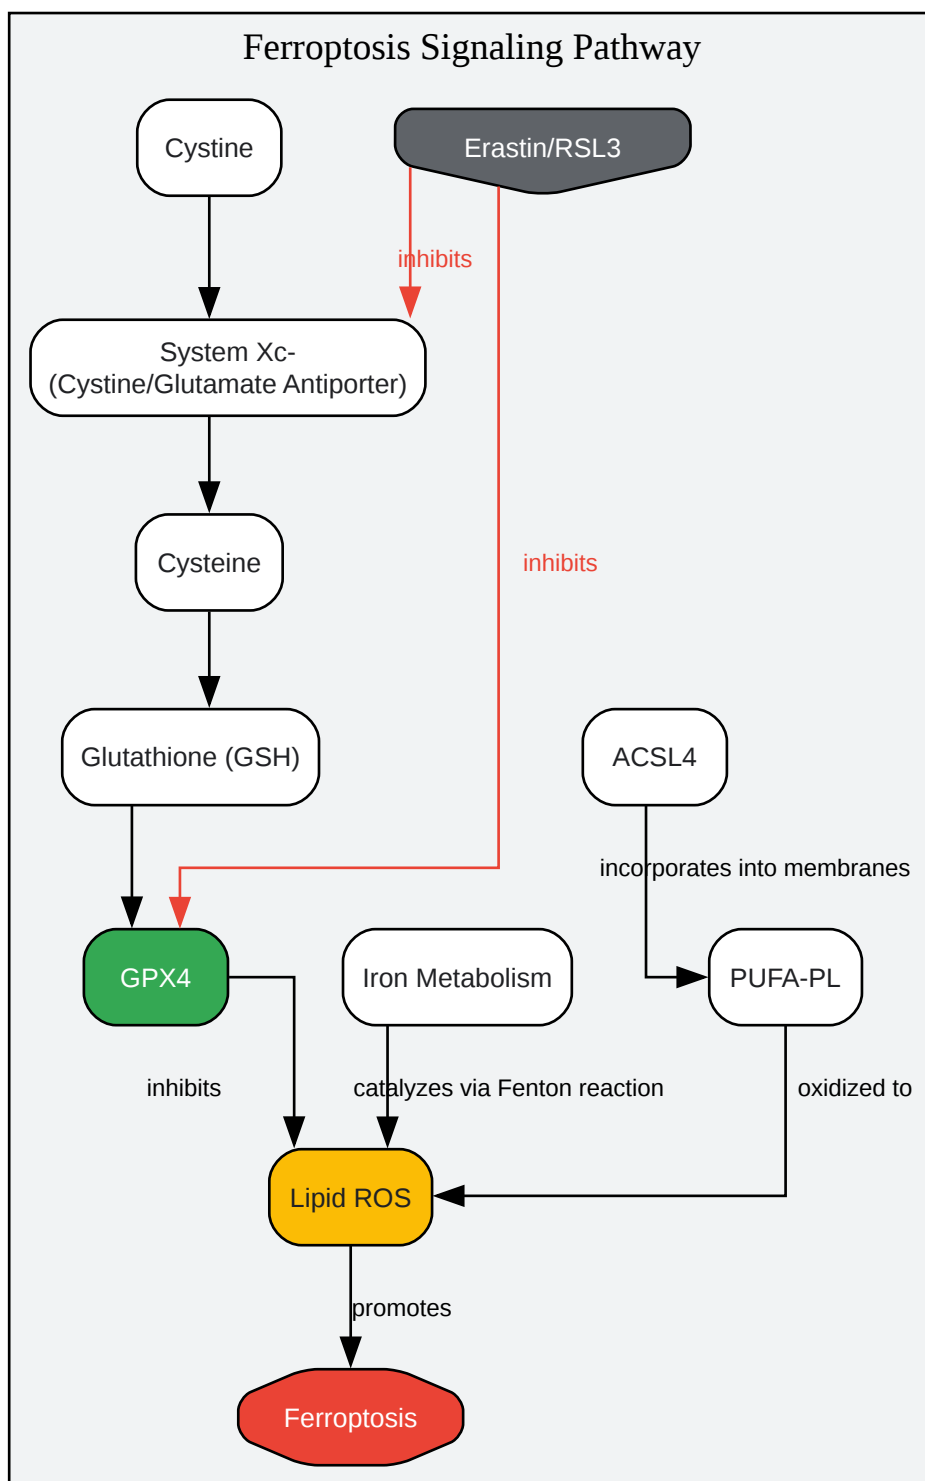 Ferroptosis Signaling Pathway
Cystine
Erastin/RSL3
inhibits
System Xc-
(Cystine/Glutamate Antiporter)
Cysteine
inhibits
Glutathione (GSH)
ACSL4
incorporates into membranes
GPX4
Iron Metabolism
PUFA-PL
inhibits
catalyzes via Fenton reaction
oxidized to
Lipid ROS
promotes
Ferroptosis